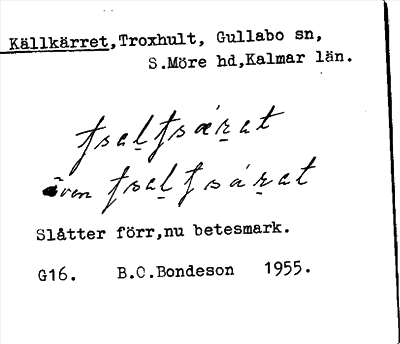 Källkärret,Troxhult, Gullabo sn,
S.Möre hd,Kalmar län.
även
Slåtter förr,nu betesmark.
G16. B.O.Bondeson 1955.